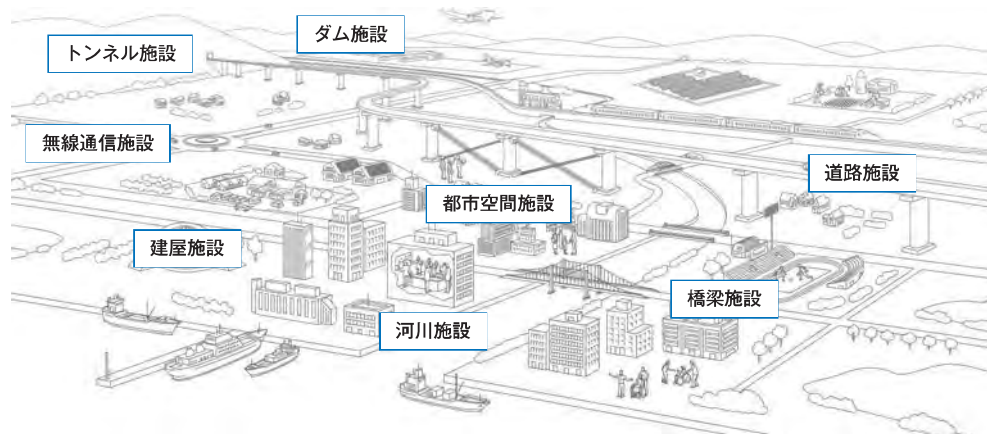 ダム施設
トンネル施設
無線通信施設
道路施設
都市空間施設
建屋施設
橋梁施設
河川施設